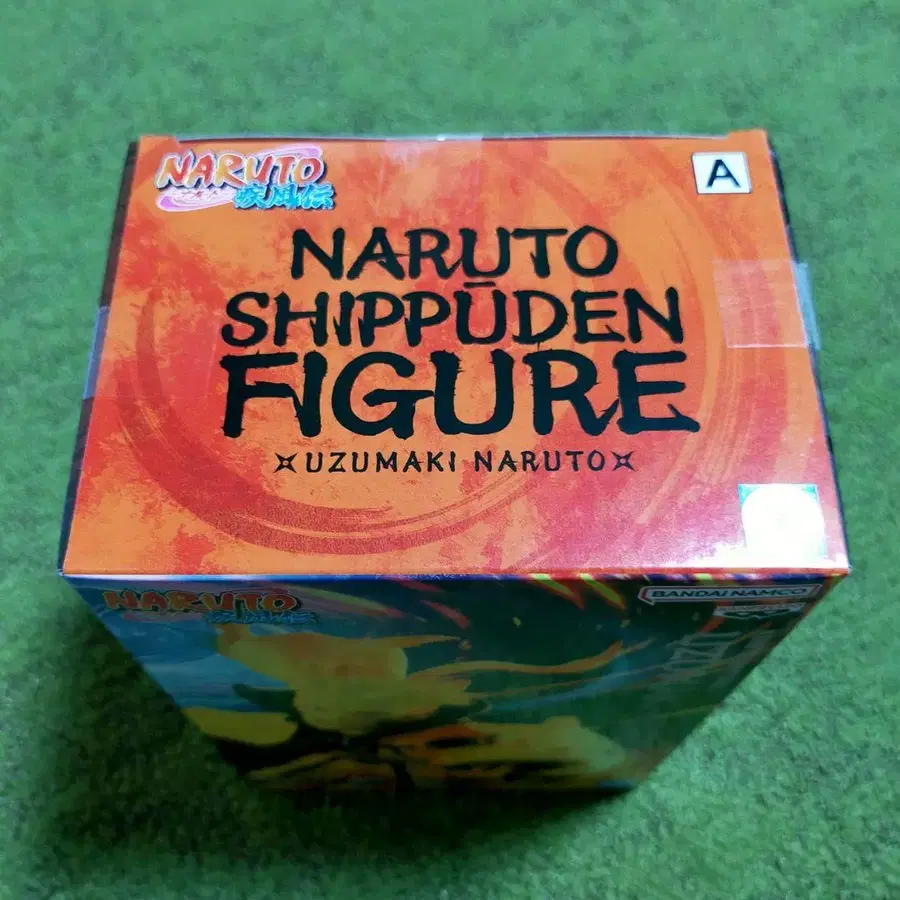 NARUTO
疾風伝
A
NARUTO
SHIPPŪDEN
FIGURE
UZUMAKI NARUTO
NARUTO
疾風伝
BANDAI NAMCO